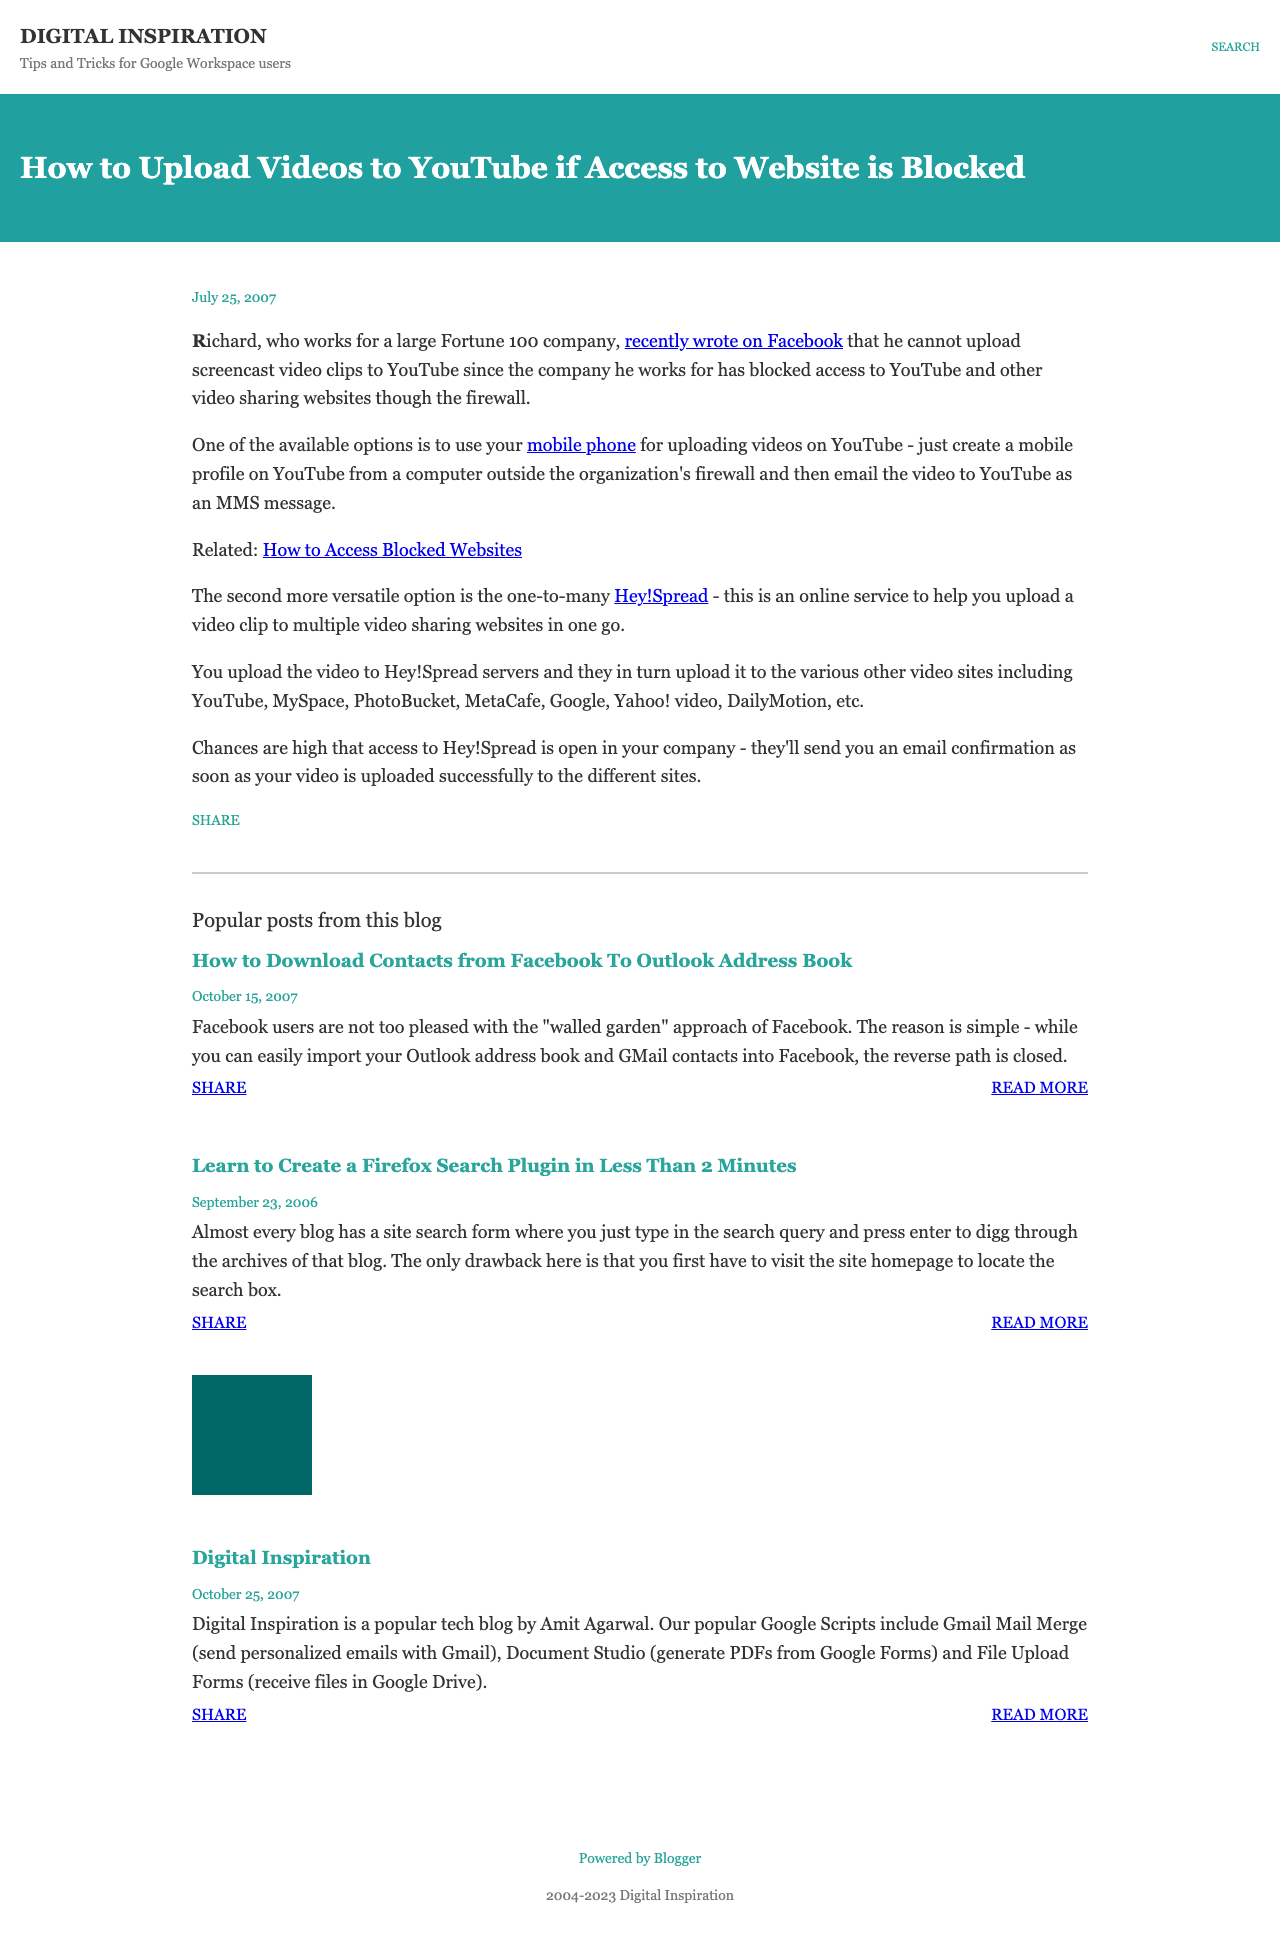 DIGITAL INSPIRATION
Tips and Tricks for Google Workspace users
SEARCH
How to Upload Videos to YouTube if Access to Website is Blocked
July 25, 2007
Richard, who works for a large Fortune 100 company, recently wrote on Facebook that he cannot upload
screencast video clips to YouTube since the company he works for has blocked access to YouTube and other
video sharing websites though the firewall.
One of the available options is to use your mobile phone for uploading videos on YouTube - just create a mobile
profile on YouTube from a computer outside the organization's firewall and then email the video to YouTube as
an MMS message.
Related: How to Access Blocked Websites
The second more versatile option is the one-to-many Hey!Spread - this is an online service to help you upload a
video clip to multiple video sharing websites in one go.
You upload the video to Hey!Spread servers and they in turn upload it to the various other video sites including
YouTube, MySpace, PhotoBucket, MetaCafe, Google, Yahoo! video, DailyMotion, etc.
Chances are high that access to Hey!Spread is open in your company - they'll send you an email confirmation as
soon as your video is uploaded successfully to the different sites.
SHARE
Popular posts from this blog
How to Download Contacts from Facebook To Outlook Address Book
October 15, 2007
Facebook users are not too pleased with the "walled garden" approach of Facebook. The reason is simple - while
you can easily import your Outlook address book and GMail contacts into Facebook, the reverse path is closed.
SHARE
READ MORE
Learn to Create a Firefox Search Plugin in Less Than 2 Minutes
September 23, 2006
Almost every blog has a site search form where you just type in the search query and press enter to digg through
the archives of that blog. The only drawback here is that you first have to visit the site homepage to locate the
search box.
SHARE
READ MORE
Digital Inspiration
October 25, 2007
Digital Inspiration is a popular tech blog by Amit Agarwal. Our popular Google Scripts include Gmail Mail Merge
(send personalized emails with Gmail), Document Studio (generate PDFs from Google Forms) and File Upload
Forms (receive files in Google Drive).
SHARE
READ MORE
Powered by Blogger
2004-2023 Digital Inspiration